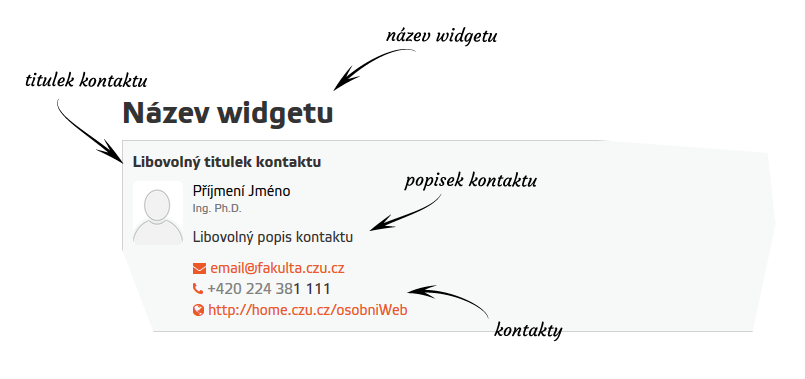 název widgetu
titulek kontaktu
Název widgetu
Libovolný titulek kontaktu
Příjmení Jméno
Ing. Ph.D.
popisek kontaktu
Libovolný popis kontaktu
email@fakulta.czu.cz
+420 224 381 111
http://home.czu.cz/osobniWeb
kontakty